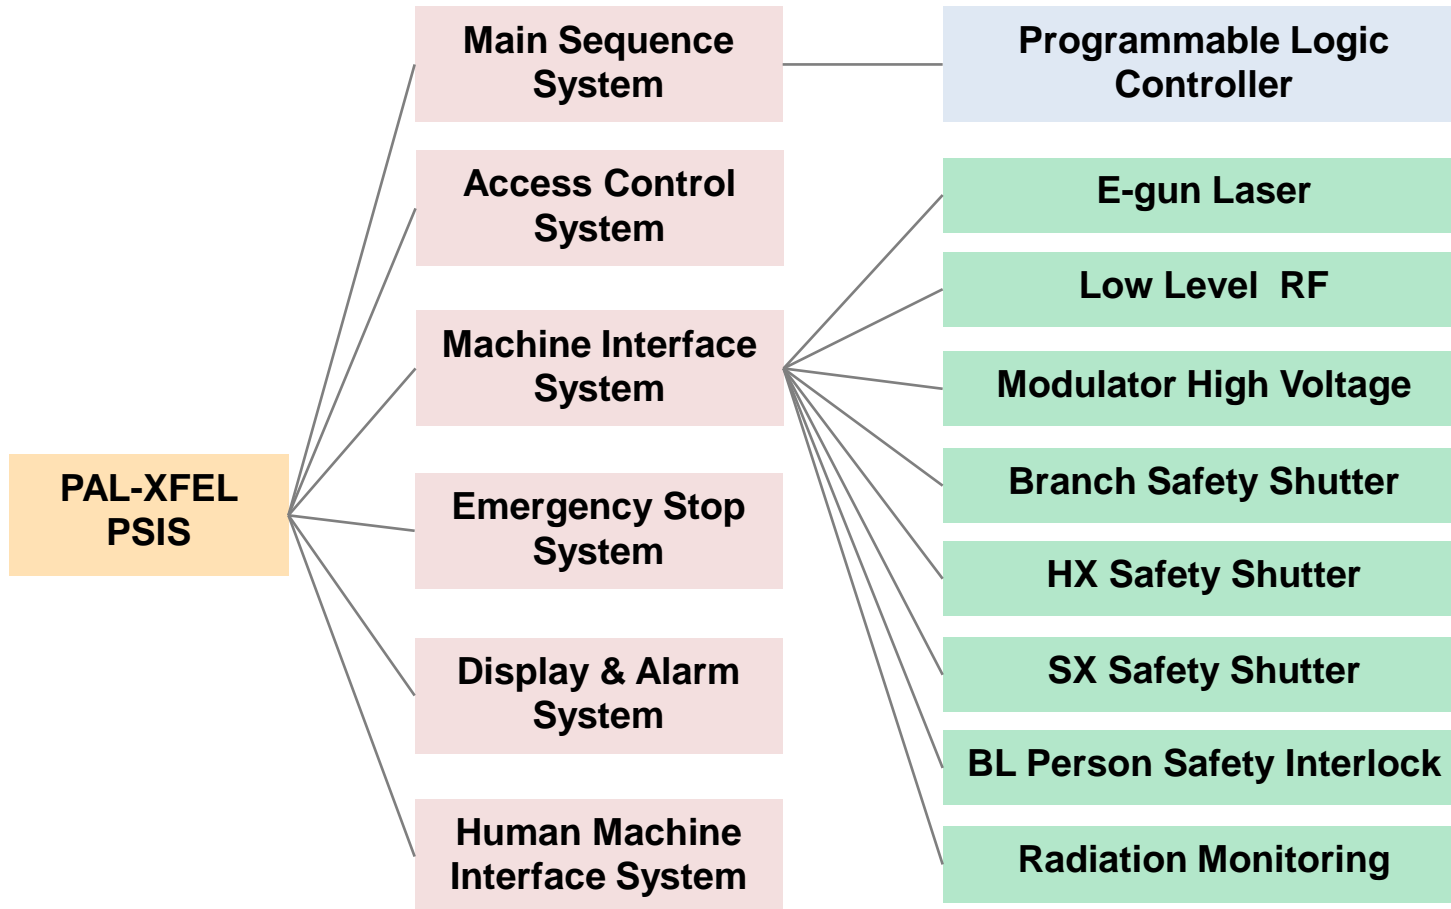 PAL-XFEL
PSIS
Main Sequence
System
Access Control
System
Machine Interface
System
Emergency Stop
System
Display & Alarm
System
Human Machine
Interface System
Programmable Logic
Controller
E-gun Laser
Low Level  RF
Modulator High Voltage
Branch Safety Shutter
HX Safety Shutter
SX Safety Shutter
BL Person Safety Interlock
Radiation Monitoring